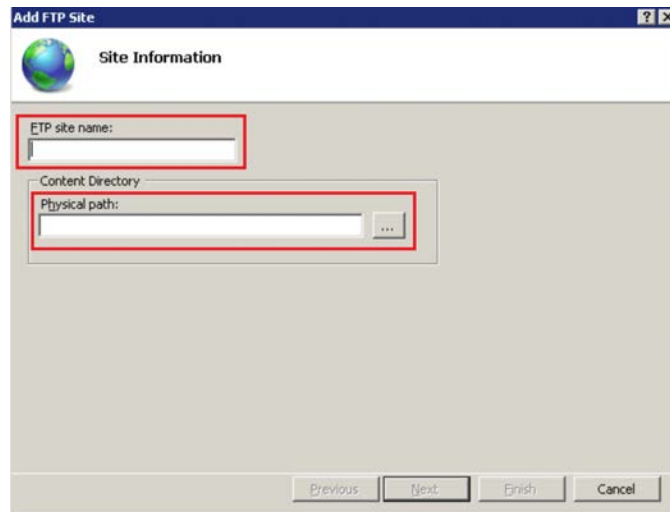 Add FTP Site
Site Information
FTP site name:
Content Directory
Physical path:
...
Previous Next Finish Cancel